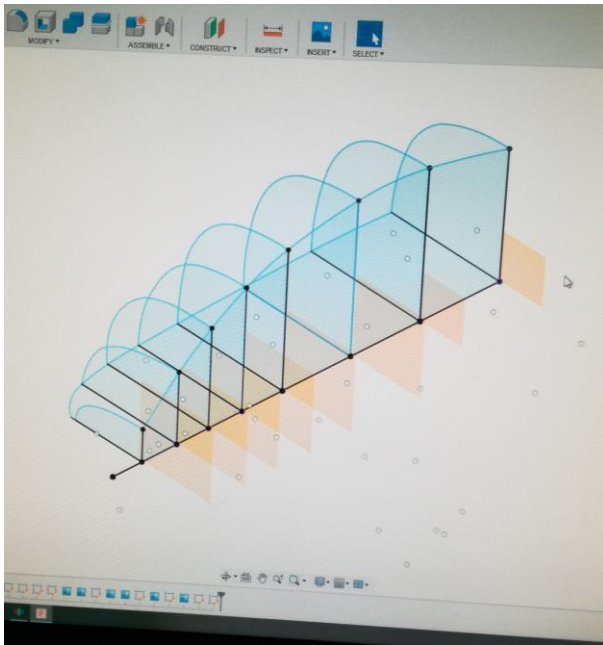 MODIFY ▾
ASSEMBLE ▾
CONSTRUCT ▾
INSPECT ▾
INSERT ▾
SELECT ▾